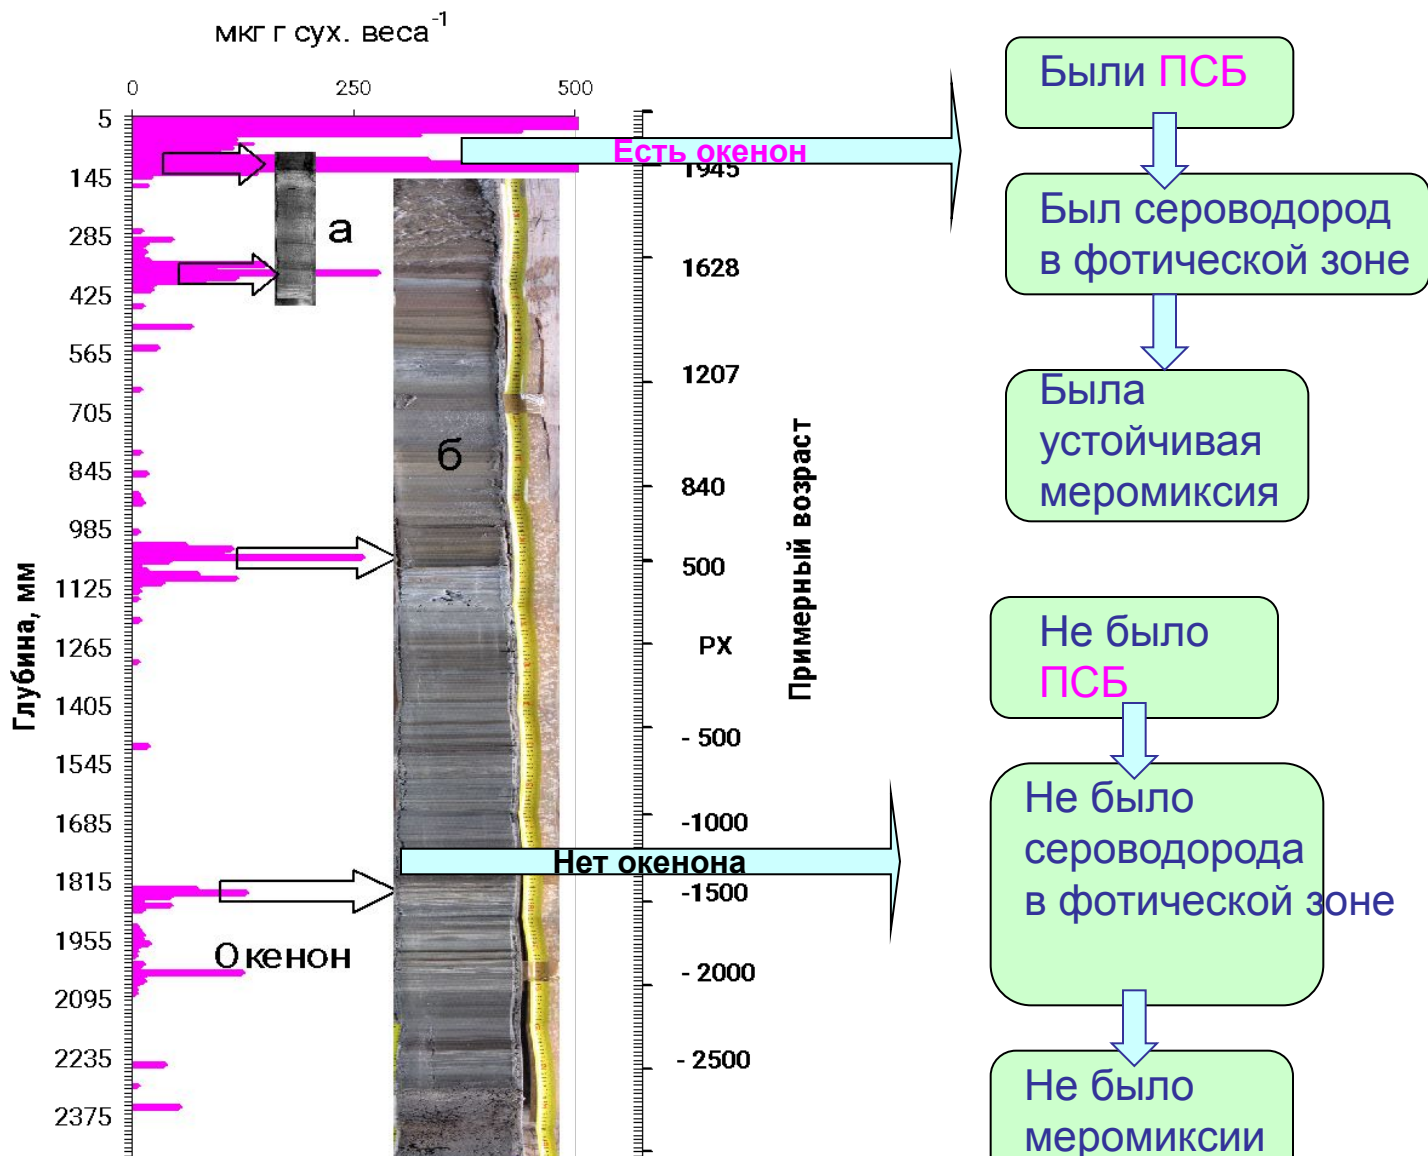 мкг г сух. веса⁻¹
0 250 500
Глубина, мм
5
145
285
425
565
705
845
985
1125
1265
1405
1545
1685
1815
1955
2095
2235
2375
а
б
Окенон
Есть окенон
Нет окенона
1945
1628
1207
840
500
РХ
- 500
-1000
-1500
- 2000
- 2500
Примерный возраст
Были ПСБ
Был сероводород
в фотической зоне
Была
устойчивая
меромиксия
Не было
ПСБ
Не было
сероводорода
в фотической зоне
Не было
меромиксии